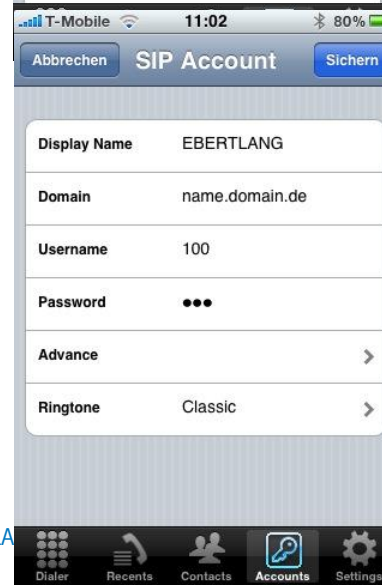 T-Mobile 11:02 80%
Abbrechen SIP Account Sichern
Display Name EBERTLANG
Domain name.domain.de
Username 100
Password •••
Advance
Ringtone Classic
A
Dialer Recents Contacts Accounts Settings